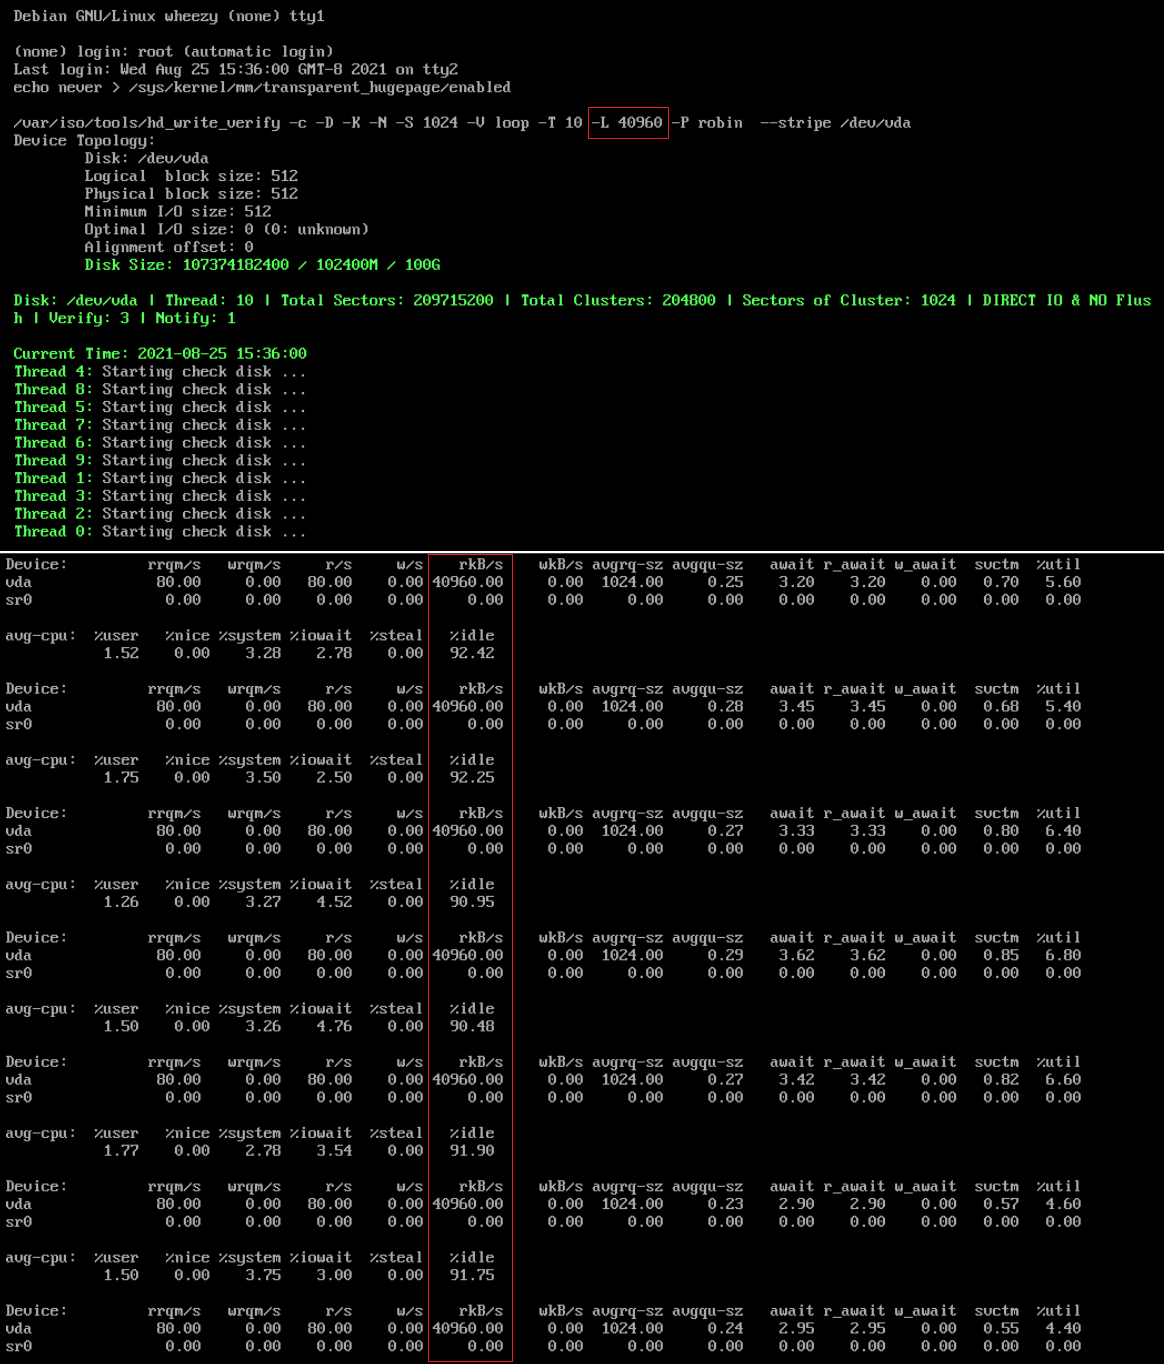 Debian GNU/Linux wheezy (none) tty1
(none) login: root (automatic login)
Last login: Wed Aug 25 15:36:00 GMT-8 2021 on tty2
echo never > /sys/kernel/mm/transparent_hugepage/enabled
/var/iso/tools/hd_write_verify -c -D -K -N -S 1024 -V loop -T 10 -L 40960 -P robin  --stripe /dev/vda
Device Topology:
Disk: /dev/vda
Logical  block size: 512
Physical block size: 512
Minimum I/O size: 512
Optimal I/O size: 0 (0: unknown)
Alignment offset: 0
Disk Size: 107374182400 / 102400M / 100G
Disk: /dev/vda | Thread: 10 | Total Sectors: 209715200 | Total Clusters: 204800 | Sectors of Cluster: 1024 | DIRECT IO & NO Flus
h | Verify: 3 | Notify: 1
Current Time: 2021-08-25 15:36:00
Thread 4: Starting check disk ...
Thread 8: Starting check disk ...
Thread 5: Starting check disk ...
Thread 7: Starting check disk ...
Thread 6: Starting check disk ...
Thread 9: Starting check disk ...
Thread 1: Starting check disk ...
Thread 3: Starting check disk ...
Thread 2: Starting check disk ...
Thread 0: Starting check disk ...
Device: rrqm/s wrqm/s r/s w/s rkB/s wkB/s avgrq-sz avgqu-sz await r_await w_await svctm %util
vda 80.00 0.00 80.00 0.00 40960.00 0.00 1024.00 0.25 3.20 3.20 0.00 0.70 5.60
sr0 0.00 0.00 0.00 0.00 0.00 0.00 0.00 0.00 0.00 0.00 0.00 0.00 0.00
avg-cpu: %user %nice %system %iowait %steal %idle
1.52 0.00 3.28 2.78 0.00 92.42
Device: rrqm/s wrqm/s r/s w/s rkB/s wkB/s avgrq-sz avgqu-sz await r_await w_await svctm %util
vda 80.00 0.00 80.00 0.00 40960.00 0.00 1024.00 0.28 3.45 3.45 0.00 0.68 5.40
sr0 0.00 0.00 0.00 0.00 0.00 0.00 0.00 0.00 0.00 0.00 0.00 0.00 0.00
avg-cpu: %user %nice %system %iowait %steal %idle
1.75 0.00 3.50 2.50 0.00 92.25
Device: rrqm/s wrqm/s r/s w/s rkB/s wkB/s avgrq-sz avgqu-sz await r_await w_await svctm %util
vda 80.00 0.00 80.00 0.00 40960.00 0.00 1024.00 0.27 3.33 3.33 0.00 0.80 6.40
sr0 0.00 0.00 0.00 0.00 0.00 0.00 0.00 0.00 0.00 0.00 0.00 0.00 0.00
avg-cpu: %user %nice %system %iowait %steal %idle
1.26 0.00 3.27 4.52 0.00 90.95
Device: rrqm/s wrqm/s r/s w/s rkB/s wkB/s avgrq-sz avgqu-sz await r_await w_await svctm %util
vda 80.00 0.00 80.00 0.00 40960.00 0.00 1024.00 0.29 3.62 3.62 0.00 0.85 6.80
sr0 0.00 0.00 0.00 0.00 0.00 0.00 0.00 0.00 0.00 0.00 0.00 0.00 0.00
avg-cpu: %user %nice %system %iowait %steal %idle
1.50 0.00 3.26 4.76 0.00 90.48
Device: rrqm/s wrqm/s r/s w/s rkB/s wkB/s avgrq-sz avgqu-sz await r_await w_await svctm %util
vda 80.00 0.00 80.00 0.00 40960.00 0.00 1024.00 0.27 3.42 3.42 0.00 0.82 6.60
sr0 0.00 0.00 0.00 0.00 0.00 0.00 0.00 0.00 0.00 0.00 0.00 0.00 0.00
avg-cpu: %user %nice %system %iowait %steal %idle
1.77 0.00 2.78 3.54 0.00 91.90
Device: rrqm/s wrqm/s r/s w/s rkB/s wkB/s avgrq-sz avgqu-sz await r_await w_await svctm %util
vda 80.00 0.00 80.00 0.00 40960.00 0.00 1024.00 0.23 2.90 2.90 0.00 0.57 4.60
sr0 0.00 0.00 0.00 0.00 0.00 0.00 0.00 0.00 0.00 0.00 0.00 0.00 0.00
avg-cpu: %user %nice %system %iowait %steal %idle
1.50 0.00 3.75 3.00 0.00 91.75
Device: rrqm/s wrqm/s r/s w/s rkB/s wkB/s avgrq-sz avgqu-sz await r_await w_await svctm %util
vda 80.00 0.00 80.00 0.00 40960.00 0.00 1024.00 0.24 2.95 2.95 0.00 0.55 4.40
sr0 0.00 0.00 0.00 0.00 0.00 0.00 0.00 0.00 0.00 0.00 0.00 0.00 0.00